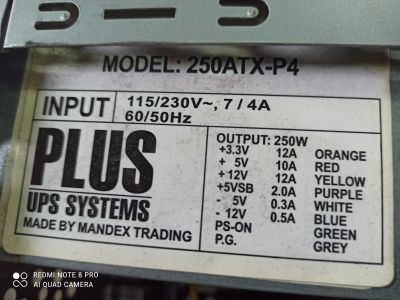 MODEL: 250ATX-P4
INPUT 115/230V~, 7 / 4A
60/50Hz
PLUS
UPS SYSTEMS
MADE BY MANDEX TRADING
OUTPUT: 250W
+3.3V 12A ORANGE
+ 5V 10A RED
+12V 12A YELLOW
+5VSB 2.0A PURPLE
- 5V 0.3A WHITE
- 12V 0.5A BLUE
PS-ON GREEN
P.G. GREY
REDMI NOTE 8 PRO
AI QUAD CAMERA